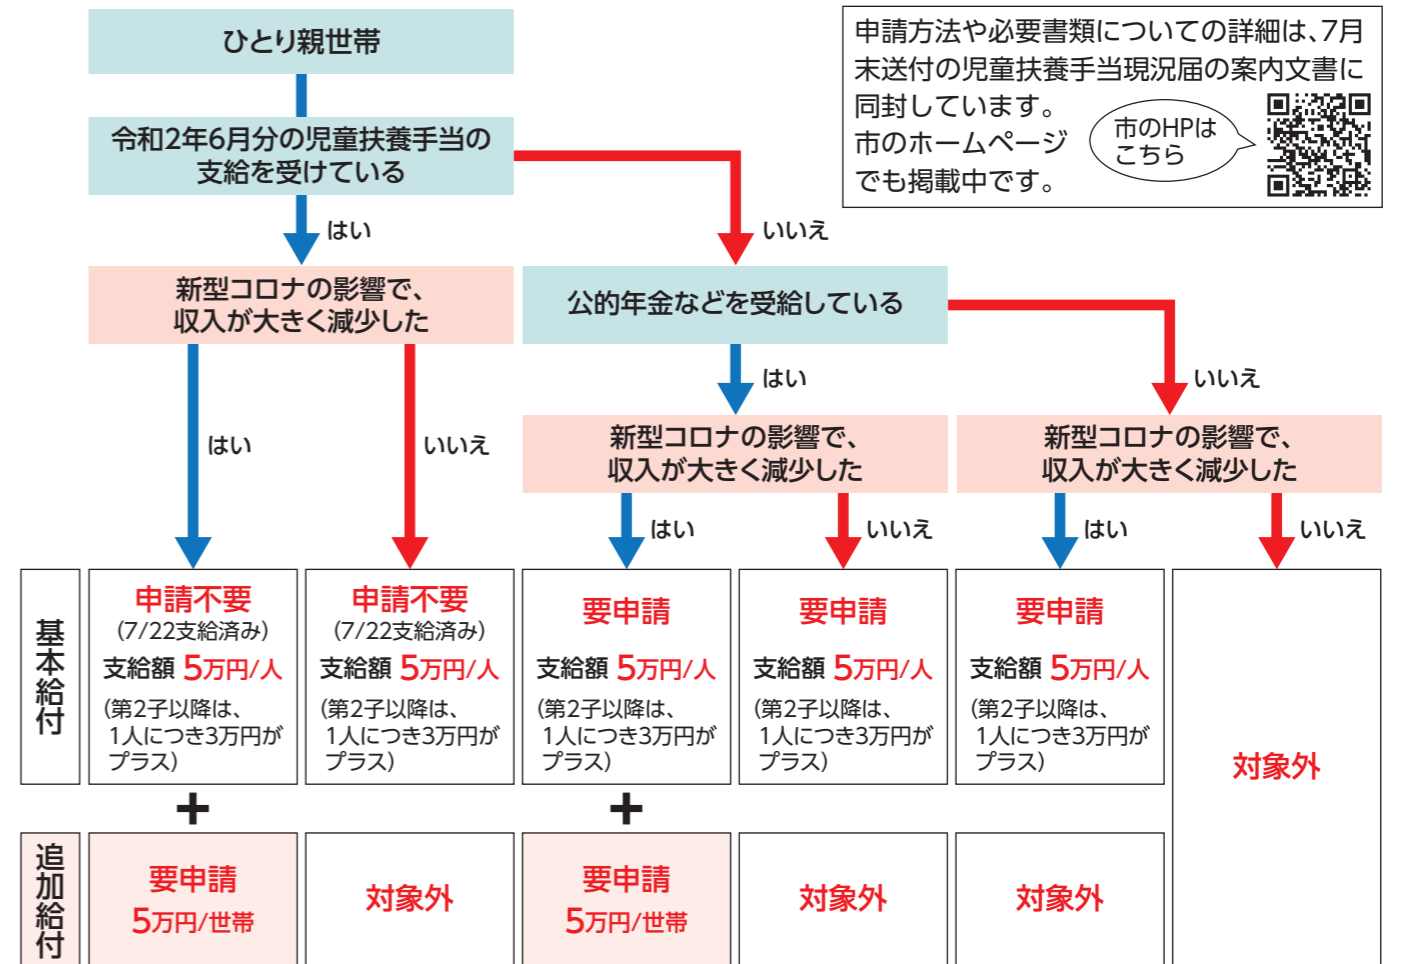 ひとり親世帯
申請方法や必要書類についての詳細は、7月
末送付の児童扶養手当現況届の案内文書に
同封しています。
市のホームページ
でも掲載中です。
市のHPは
こちら
令和2年6月分の児童扶養手当の
支給を受けている
はい
いいえ
新型コロナの影響で、
収入が大きく減少した
公的年金などを受給している
はい
いいえ
はい
いいえ
新型コロナの影響で、
収入が大きく減少した
新型コロナの影響で、
収入が大きく減少した
はい
いいえ
はい
いいえ
基本給付
申請不要
(7/22支給済み)
支給額 5万円/人
(第2子以降は、
1人につき3万円が
プラス)
申請不要
(7/22支給済み)
支給額 5万円/人
(第2子以降は、
1人につき3万円が
プラス)
要申請
支給額 5万円/人
(第2子以降は、
1人につき3万円が
プラス)
要申請
支給額 5万円/人
(第2子以降は、
1人につき3万円が
プラス)
要申請
支給額 5万円/人
(第2子以降は、
1人につき3万円が
プラス)
対象外
+
+
追加給付
要申請
5万円/世帯
対象外
要申請
5万円/世帯
対象外
対象外